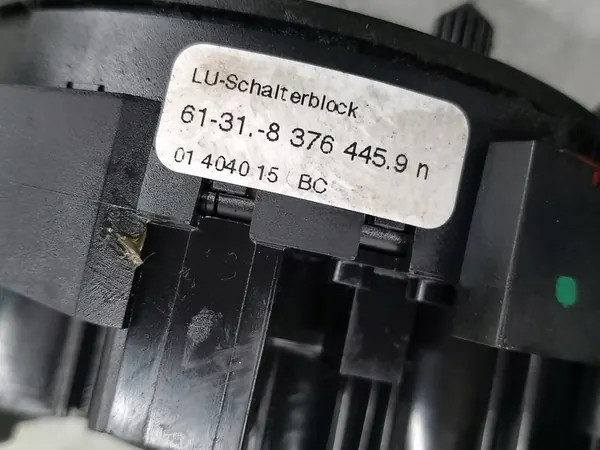 LU-Schalterblock
61-31.-8 376 445.9 n
01 4040 15 BC